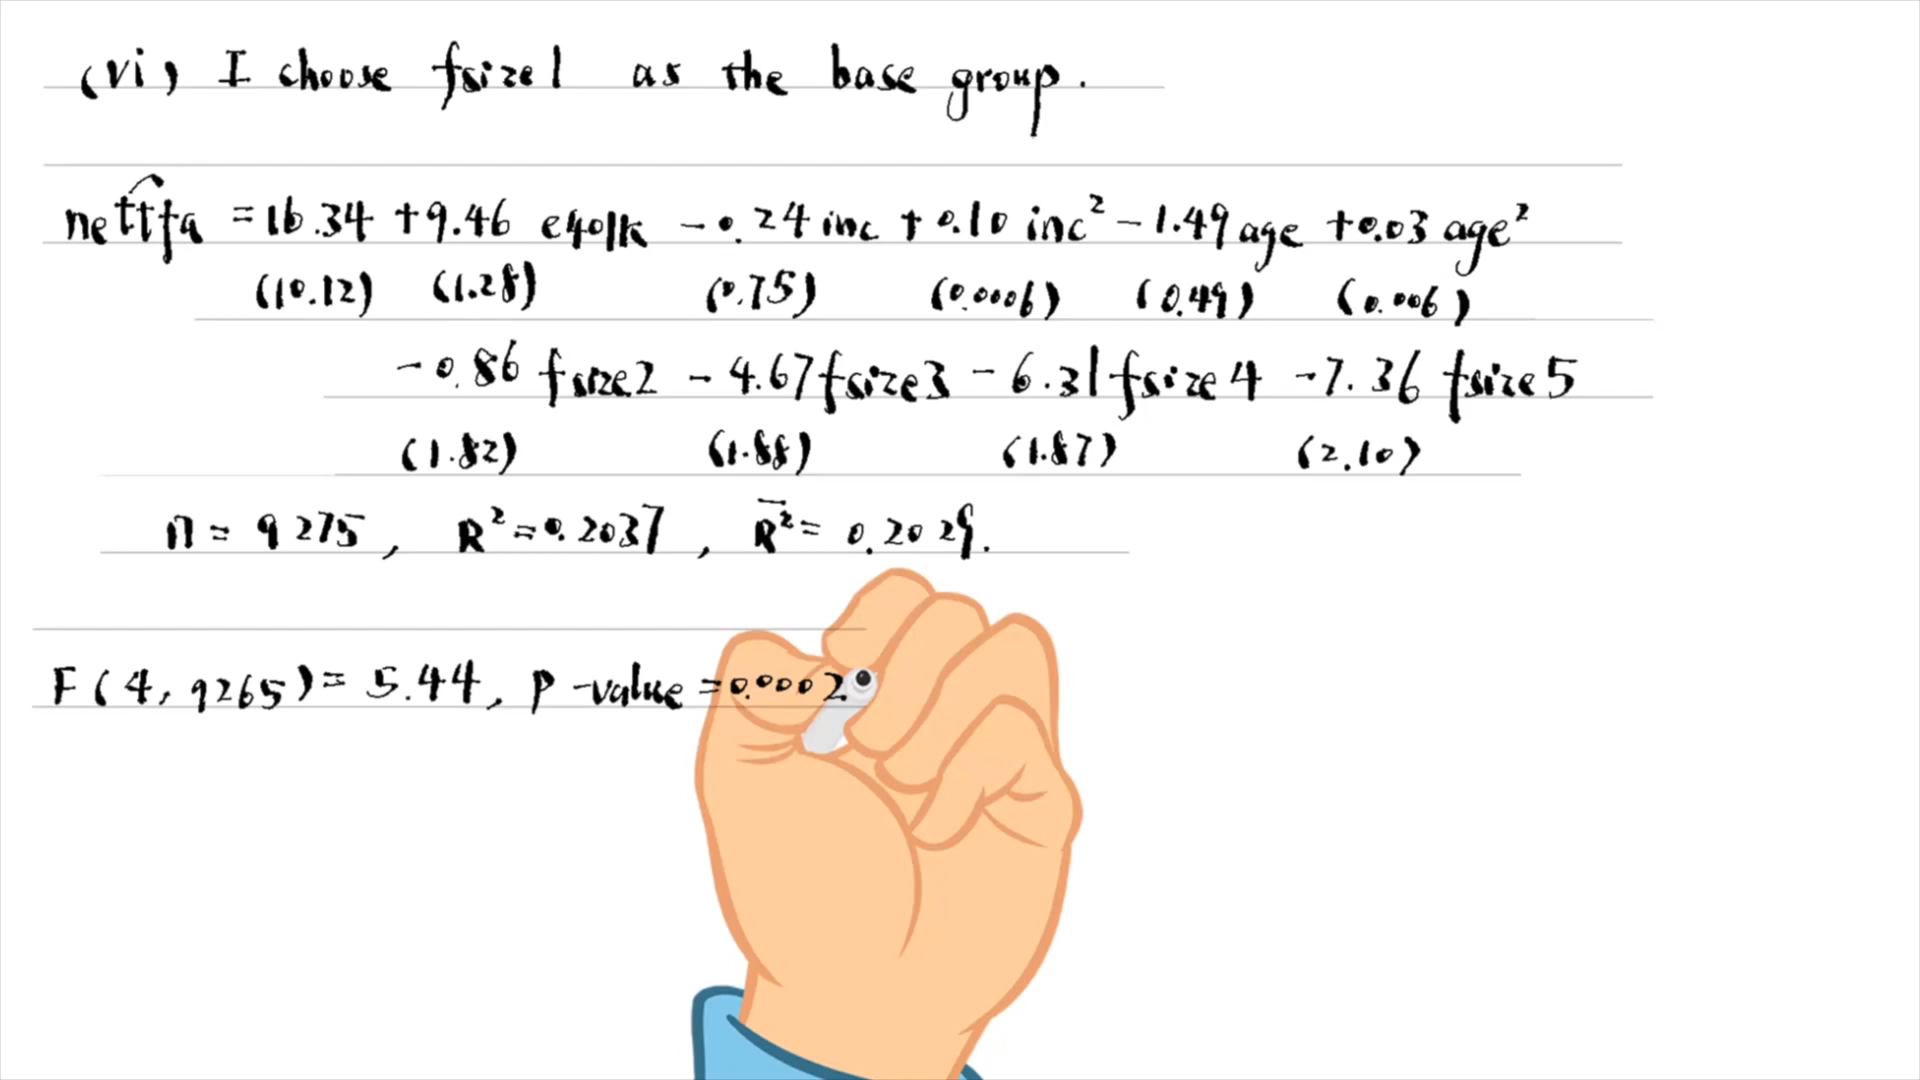 (vi) I choose fsize1 as the base group.
nettfa^ = 16.34 + 9.46 e401k - 0.24 inc + 0.10 inc² - 1.49 age + 0.03 age²
(10.12) (1.28) (0.75) (0.0006) (0.49) (0.006)
- 0.86 fsize2 - 4.67 fsize3 - 6.31 fsize4 - 7.36 fsize5
(1.82) (1.88) (1.87) (2.10)
n = 9275, R² = 0.2037, R̄² = 0.2029.
F(4, 9265) = 5.44, p-value = 0.0002